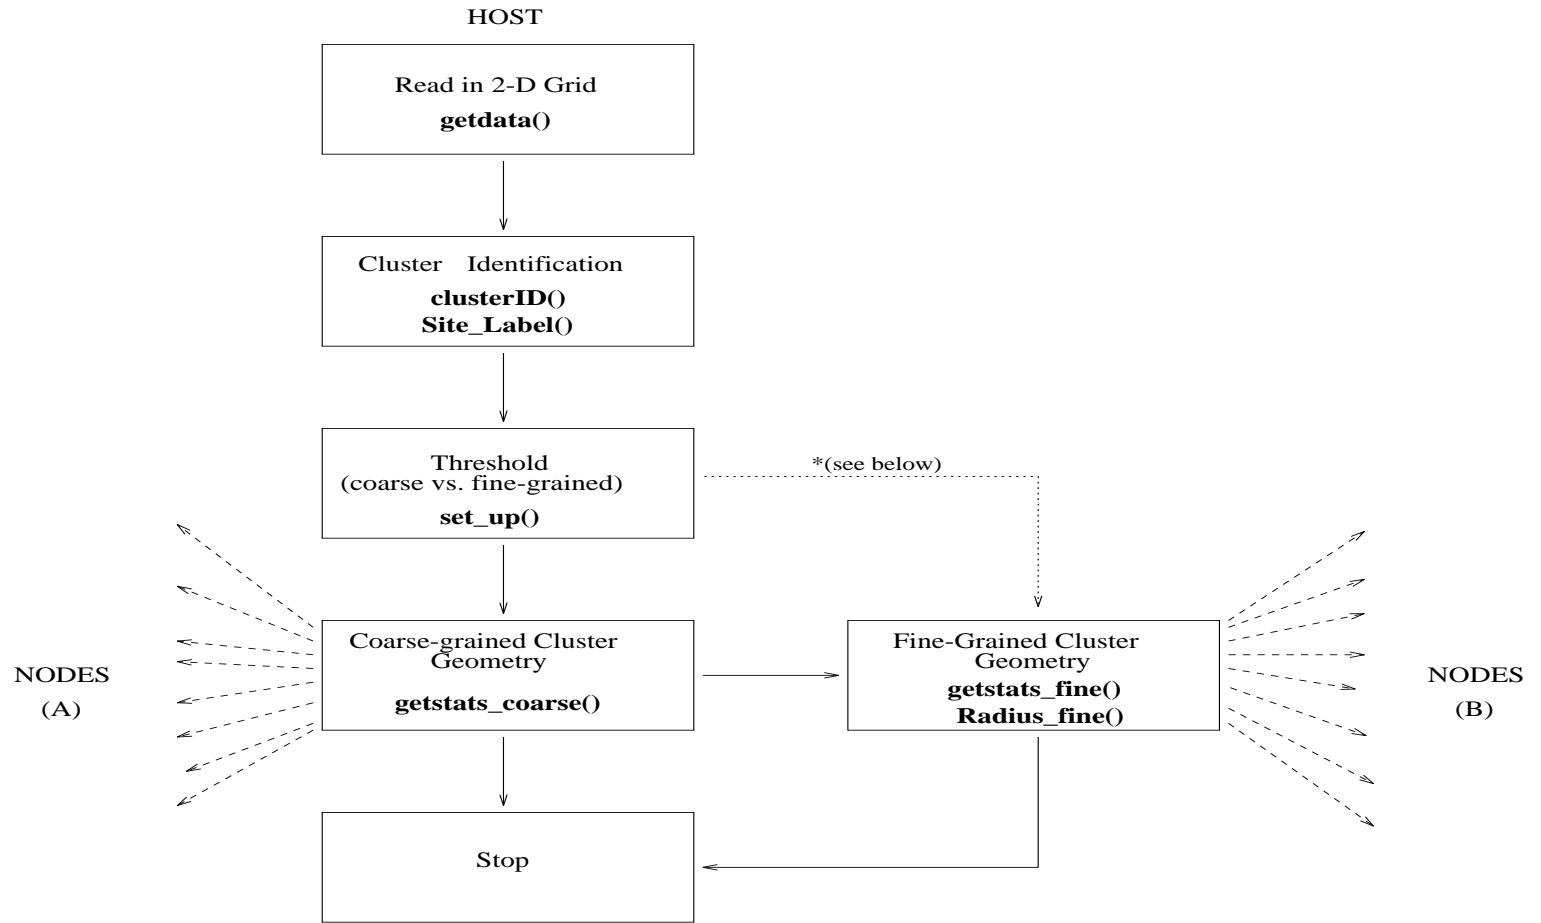 HOST
Read in 2-D Grid
getdata()
Cluster Identification
clusterID()
Site_Label()
Threshold
(coarse vs. fine-grained)
set_up()
*(see below)
Coarse-grained Cluster
Geometry
getstats_coarse()
Fine-Grained Cluster
Geometry
getstats_fine()
Radius_fine()
NODES
(A)
NODES
(B)
Stop